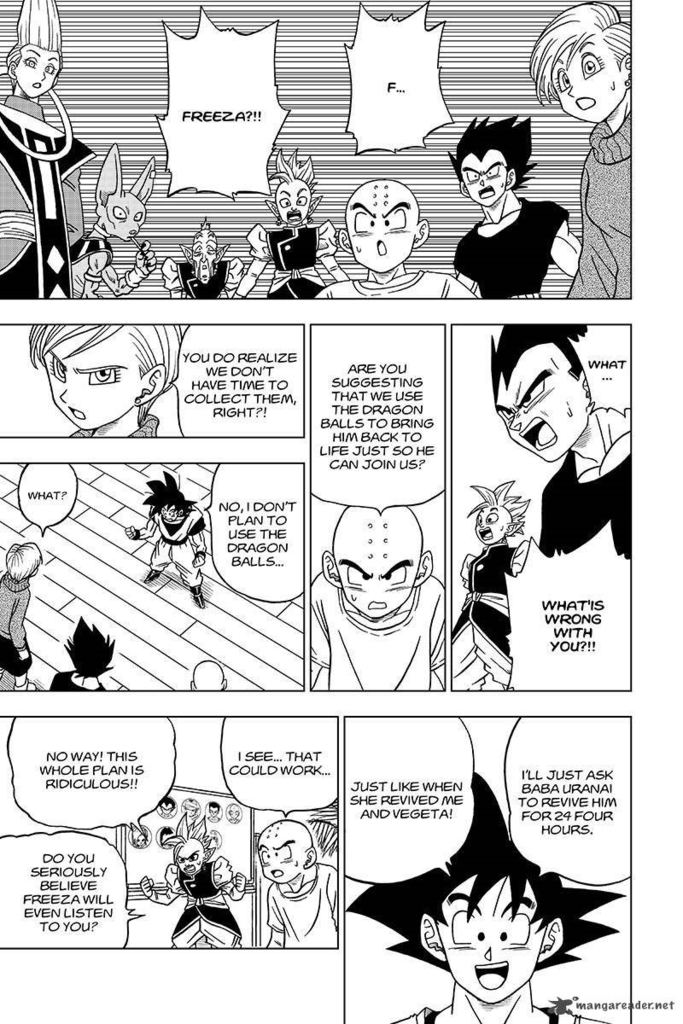 F...
FREEZA?!!
WHAT
...
WHAT'IS
WRONG
WITH
YOU?!!
ARE YOU
SUGGESTING
THAT WE USE
THE DRAGON
BALLS TO BRING
HIM BACK TO
LIFE JUST SO HE
CAN JOIN US?
YOU DO REALIZE
WE DON'T
HAVE TIME TO
COLLECT THEM,
RIGHT?!
NO, I DON'T
PLAN TO
USE THE
DRAGON
BALLS...
WHAT?
I'LL JUST ASK
BABA URANAI
TO REVIVE HIM
FOR 24 FOUR
HOURS.
JUST LIKE WHEN
SHE REVIVED ME
AND VEGETA!
I SEE... THAT
COULD WORK...
NO WAY! THIS
WHOLE PLAN IS
RIDICULOUS!!
DO YOU
SERIOUSLY
BELIEVE
FREEZA WILL
EVEN LISTEN
TO YOU?
mangareader.net